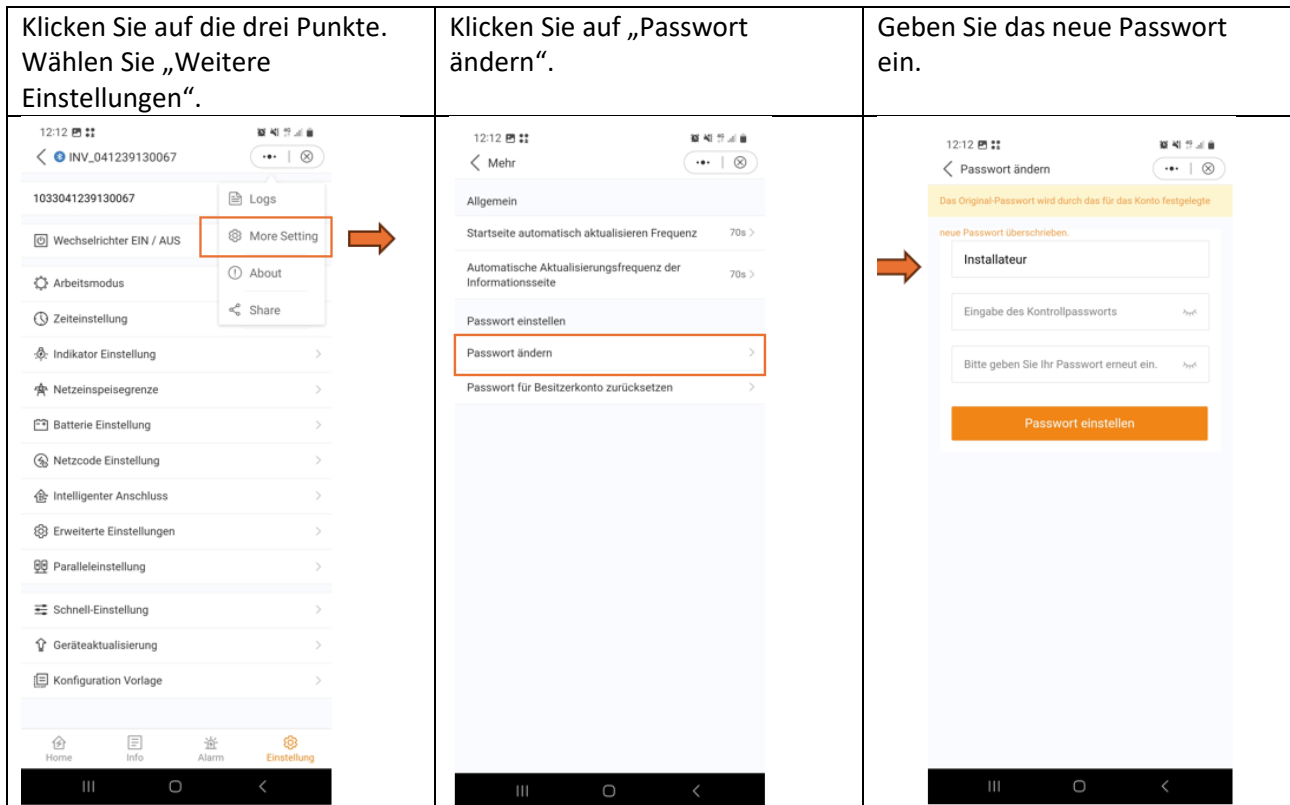 Klicken Sie auf die drei Punkte.
Wählen Sie „Weitere
Einstellungen“.
Klicken Sie auf „Passwort
ändern“.
Geben Sie das neue Passwort
ein.
12:12
INV_041239130067
1033041239130067
Logs
More Setting
About
Share
Wechselrichter EIN / AUS
Arbeitsmodus
Zeiteinstellung
Indikator Einstellung
Netzeinspeisegrenze
Batterie Einstellung
Netzcode Einstellung
Intelligenter Anschluss
Erweiterte Einstellungen
Paralleleinstellung
Schnell-Einstellung
Geräteaktualisierung
Konfiguration Vorlage
Home Info Alarm Einstellung
12:12
Mehr
Allgemein
Startseite automatisch aktualisieren Frequenz 70s
Automatische Aktualisierungsfrequenz der
Informationsseite 70s
Passwort einstellen
Passwort ändern
Passwort für Besitzerkonto zurücksetzen
12:12
Passwort ändern
Das Original-Passwort wird durch das für das Konto festgelegte
neue Passwort überschrieben.
Installateur
Eingabe des Kontrollpassworts
Bitte geben Sie Ihr Passwort erneut ein.
Passwort einstellen